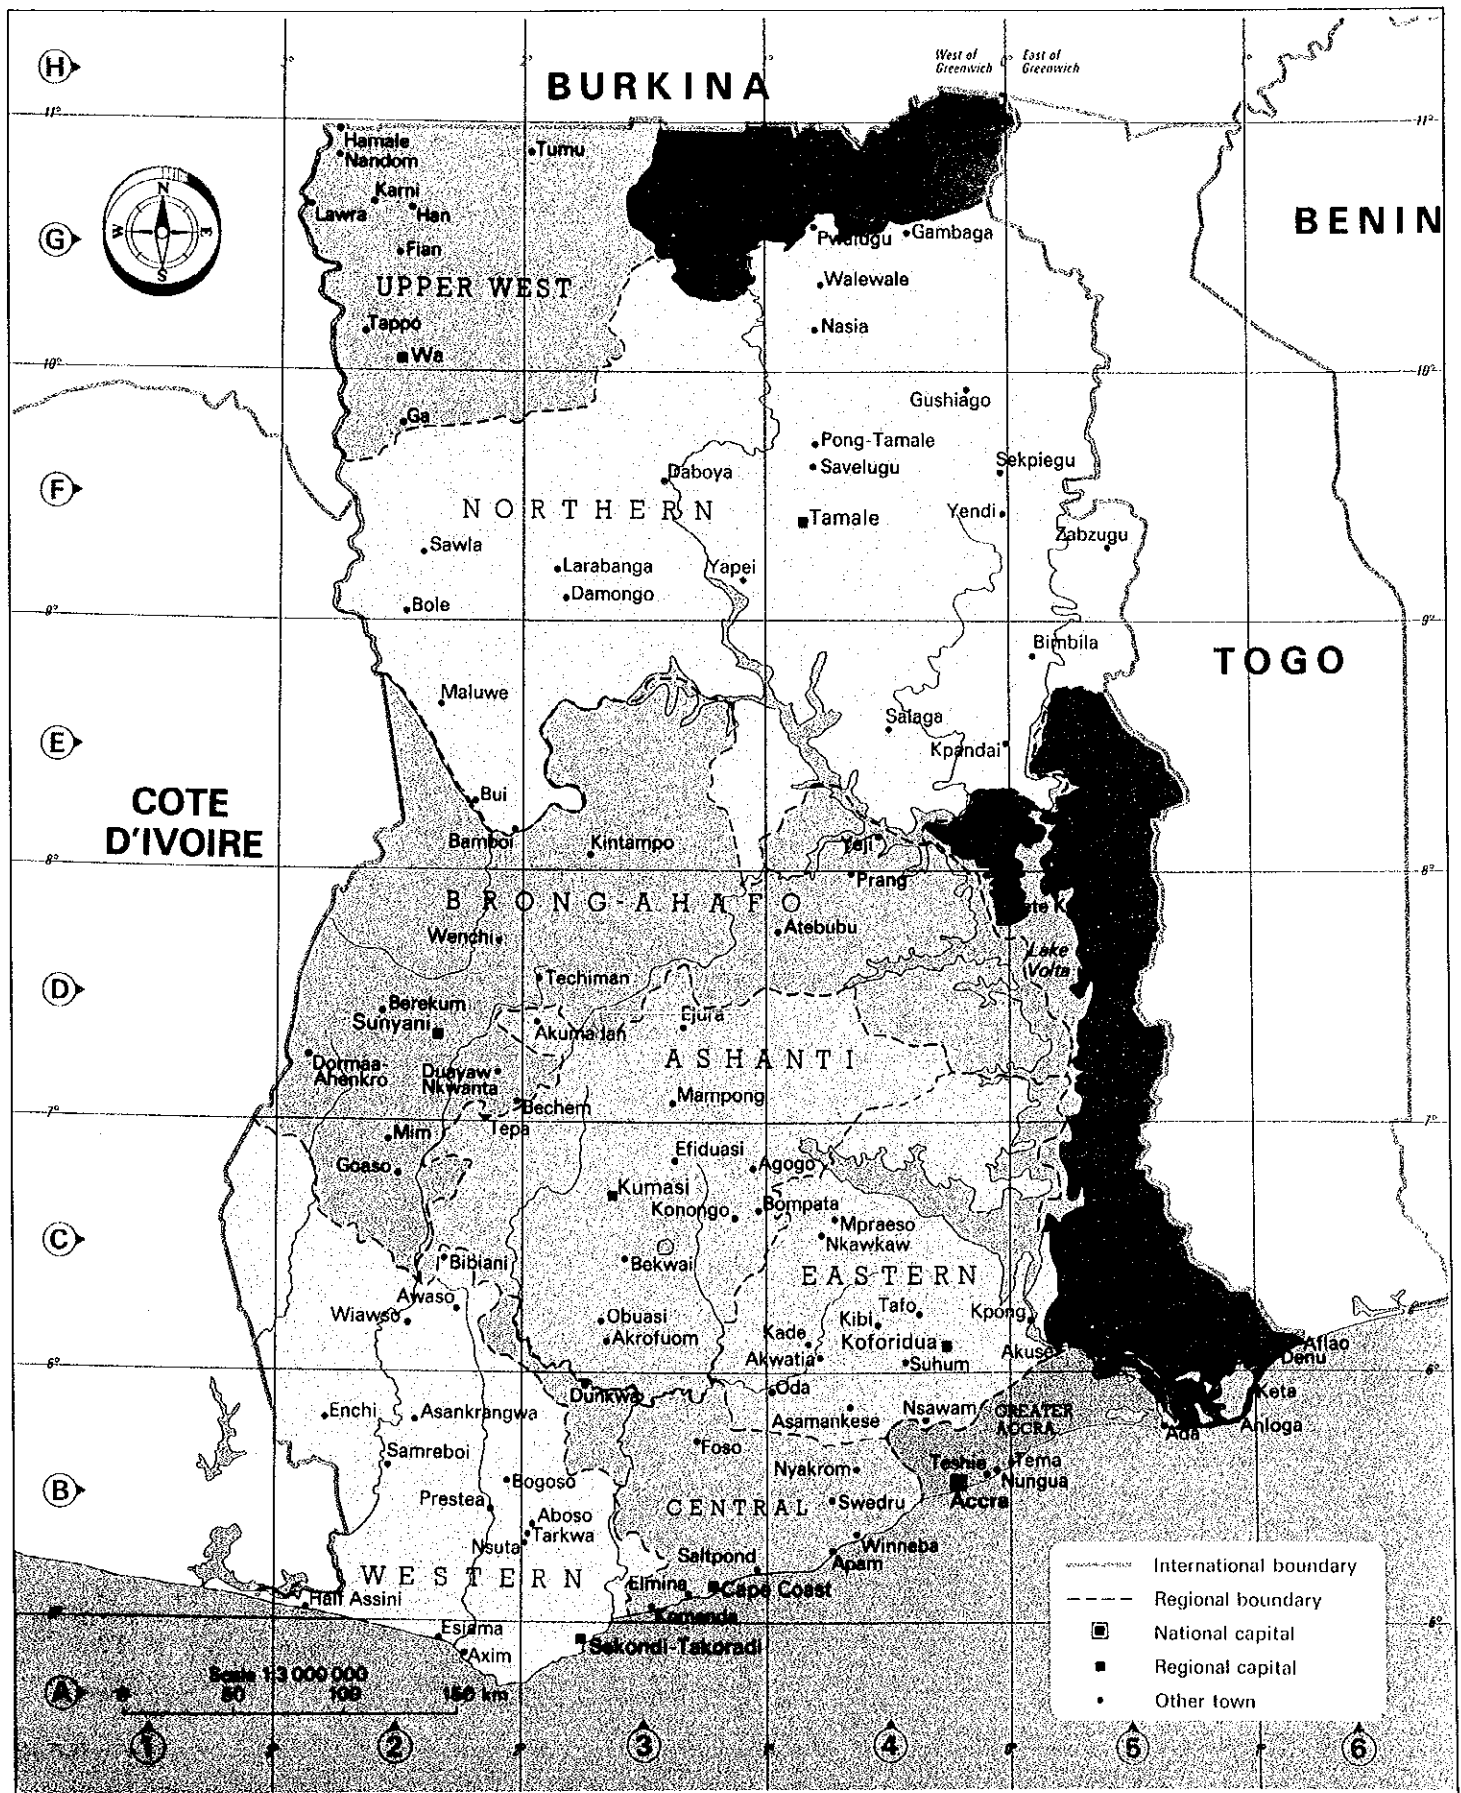 West of Greenwich
East of Greenwich
H
BURKINA
11°
11°
Hamale
Nandom
Tumu
N
W
E
S
Karni
Lawra
Han
BENIN
G
Fian
Gambaga
UPPER WEST
Walewale
Tappo
Nasia
Wa
10°
10°
Gushiago
Ga
Pong-Tamale
Savelugu
Sekpiegu
Daboya
F
NORTHERN
Tamale
Yendi
Zabzugu
Sawla
Larabanga
Yapei
Damongo
Bole
9°
9°
Bimbila
TOGO
Maluwe
Salaga
E
Kpandai
Bui
COTE
D'IVOIRE
Bamboi
Kintampo
Yeji
8°
8°
Prang
BRONG-AHAFO
Atebubu
Wenchi
Lake
Volta
Techiman
D
Berekum
Sunyani
Ejura
Dormaa-
Ahenkro
ASHANTI
Duayaw
Nkwanta
Mampong
Bechem
7°
7°
Tepa
Mim
Efiduasi
Goaso
Agogo
Kumasi
Konongo
Bompata
Mpraeso
Nkawkaw
C
Bibiani
Bekwai
EASTERN
Awaso
Wiawso
Tafo
Kpong
Obuasi
Kibi
Akrofuom
Kade
Koforidua
Akuse
Aflao
Denu
Akwatia
Suhum
6°
6°
Dunkwa
Oda
Keta
Enchi
Asankrangwa
Asamankese
Nsawam
GREATER
ACCRA
Ada
Anloga
Foso
Samreboi
Nyakrom
Teshie
Tema
Nungua
Bogoso
B
Prestea
CENTRAL
Swedru
Accra
Aboso
Tarkwa
Nsuta
Winneba
Apam
Saltpond
WESTERN
Elmina
Cape Coast
Half Assini
Komenda
Esiama
Sekondi-Takoradi
Axim
International boundary
Regional boundary
National capital
Regional capital
Other town
Scale 1:3 000 000
A
0
50
100
150 km
1
2
3
4
5
6